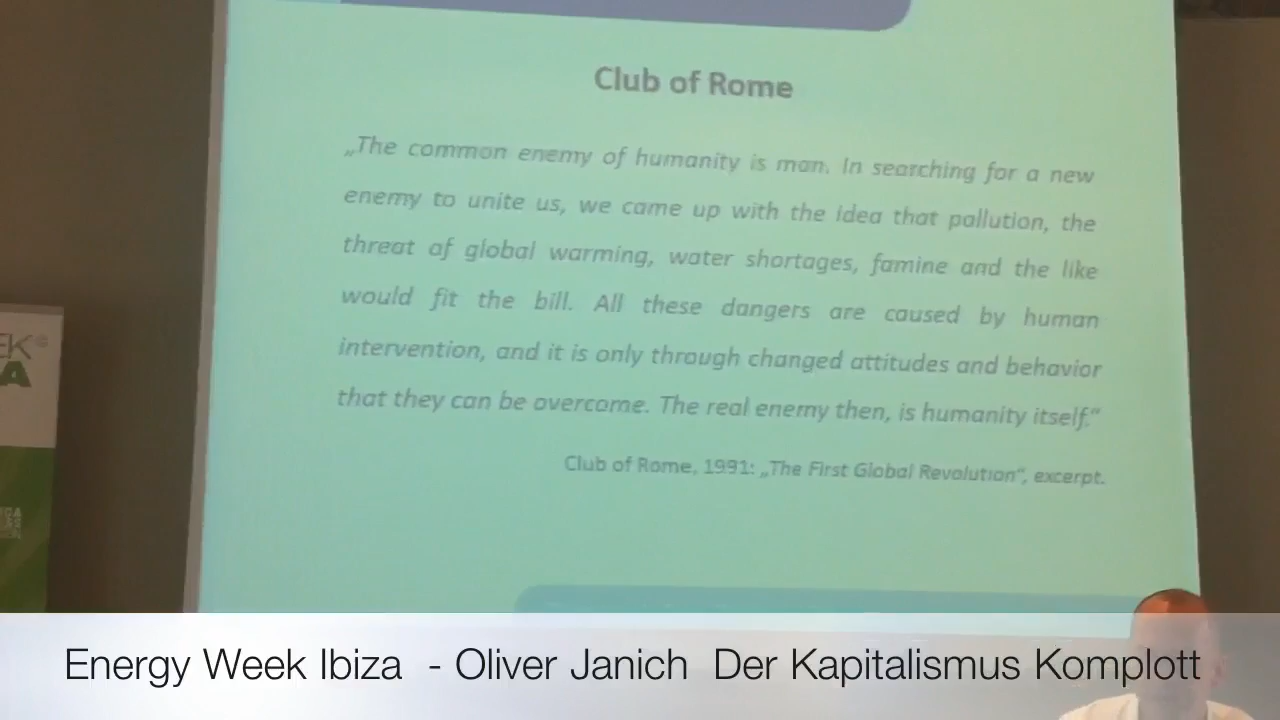 Club of Rome
„The common enemy of humanity is man. In searching for a new
enemy to unite us, we came up with the idea that pollution, the
threat of global warming, water shortages, famine and the like
would fit the bill. All these dangers are caused by human
intervention, and it is only through changed attitudes and behavior
that they can be overcome. The real enemy then, is humanity itself.“
Club of Rome, 1991: „The First Global Revolution“, excerpt.
EK©
A
Energy Week Ibiza - Oliver Janich Der Kapitalismus Komplott